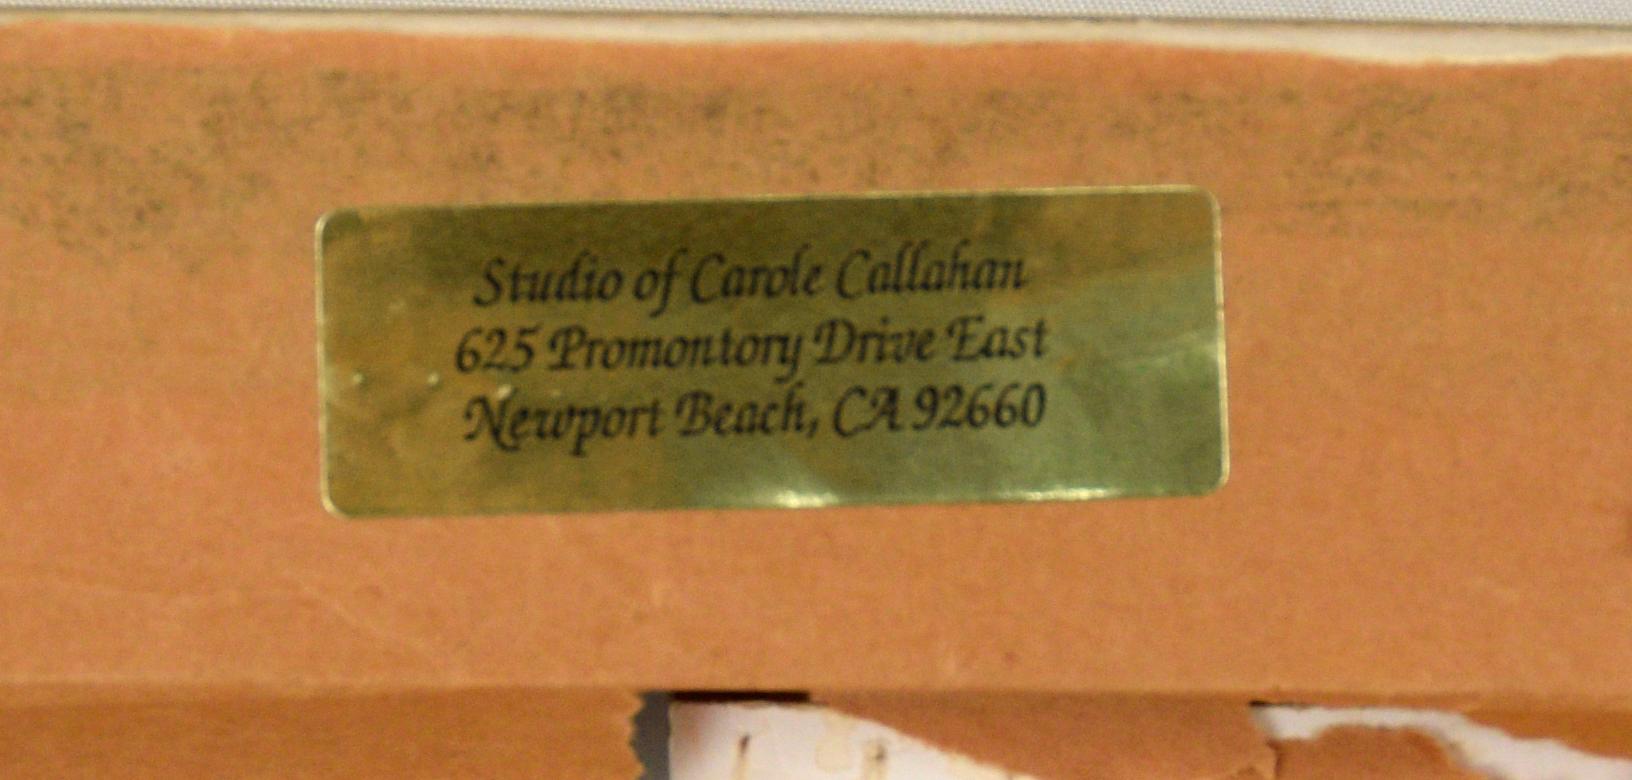 Studio of Carole Callahan
625 Promontory Drive East
Newport Beach, CA 92660